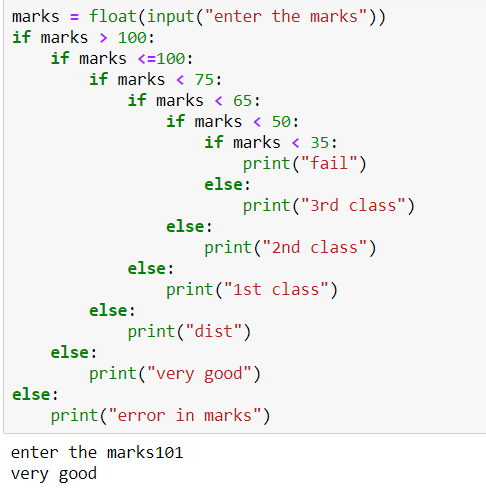 marks = float(input("enter the marks"))
if marks > 100:
    if marks <=100:
        if marks < 75:
            if marks < 65:
                if marks < 50:
                    if marks < 35:
                        print("fail")
                    else:
                        print("3rd class")
                else:
                    print("2nd class")
            else:
                print("1st class")
        else:
            print("dist")
    else:
        print("very good")
else:
    print("error in marks")
enter the marks101
very good